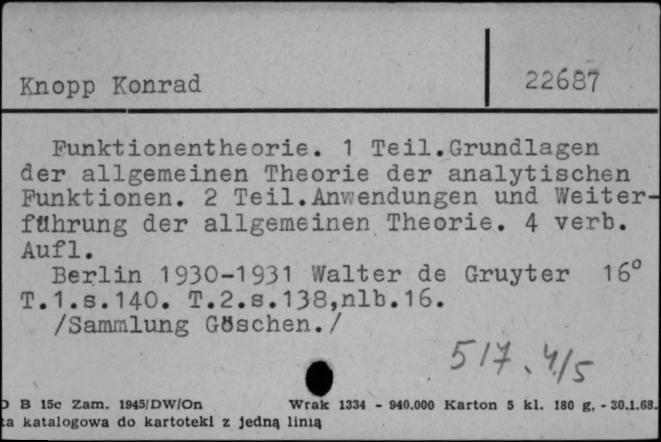 Knopp Konrad
22687
Funktionentheorie. 1 Teil.Grundlagen
der allgemeinen Theorie der analytischen
Funktionen. 2 Teil.Anwendungen und Weiter-
führung der allgemeinen Theorie. 4 verb.
Aufl.
Berlin 1930-1931 Walter de Gruyter 16°
T.1.s.140. T.2.s.138,nlb.16.
/Sammlung Göschen./
517.4/5
B 15c Zam. 1945/DW/On Wrak 1334 - 940.000 Karton 5 kl. 180 g. - 30.1.68.
ta katalogowa do kartoteki z jedną linią